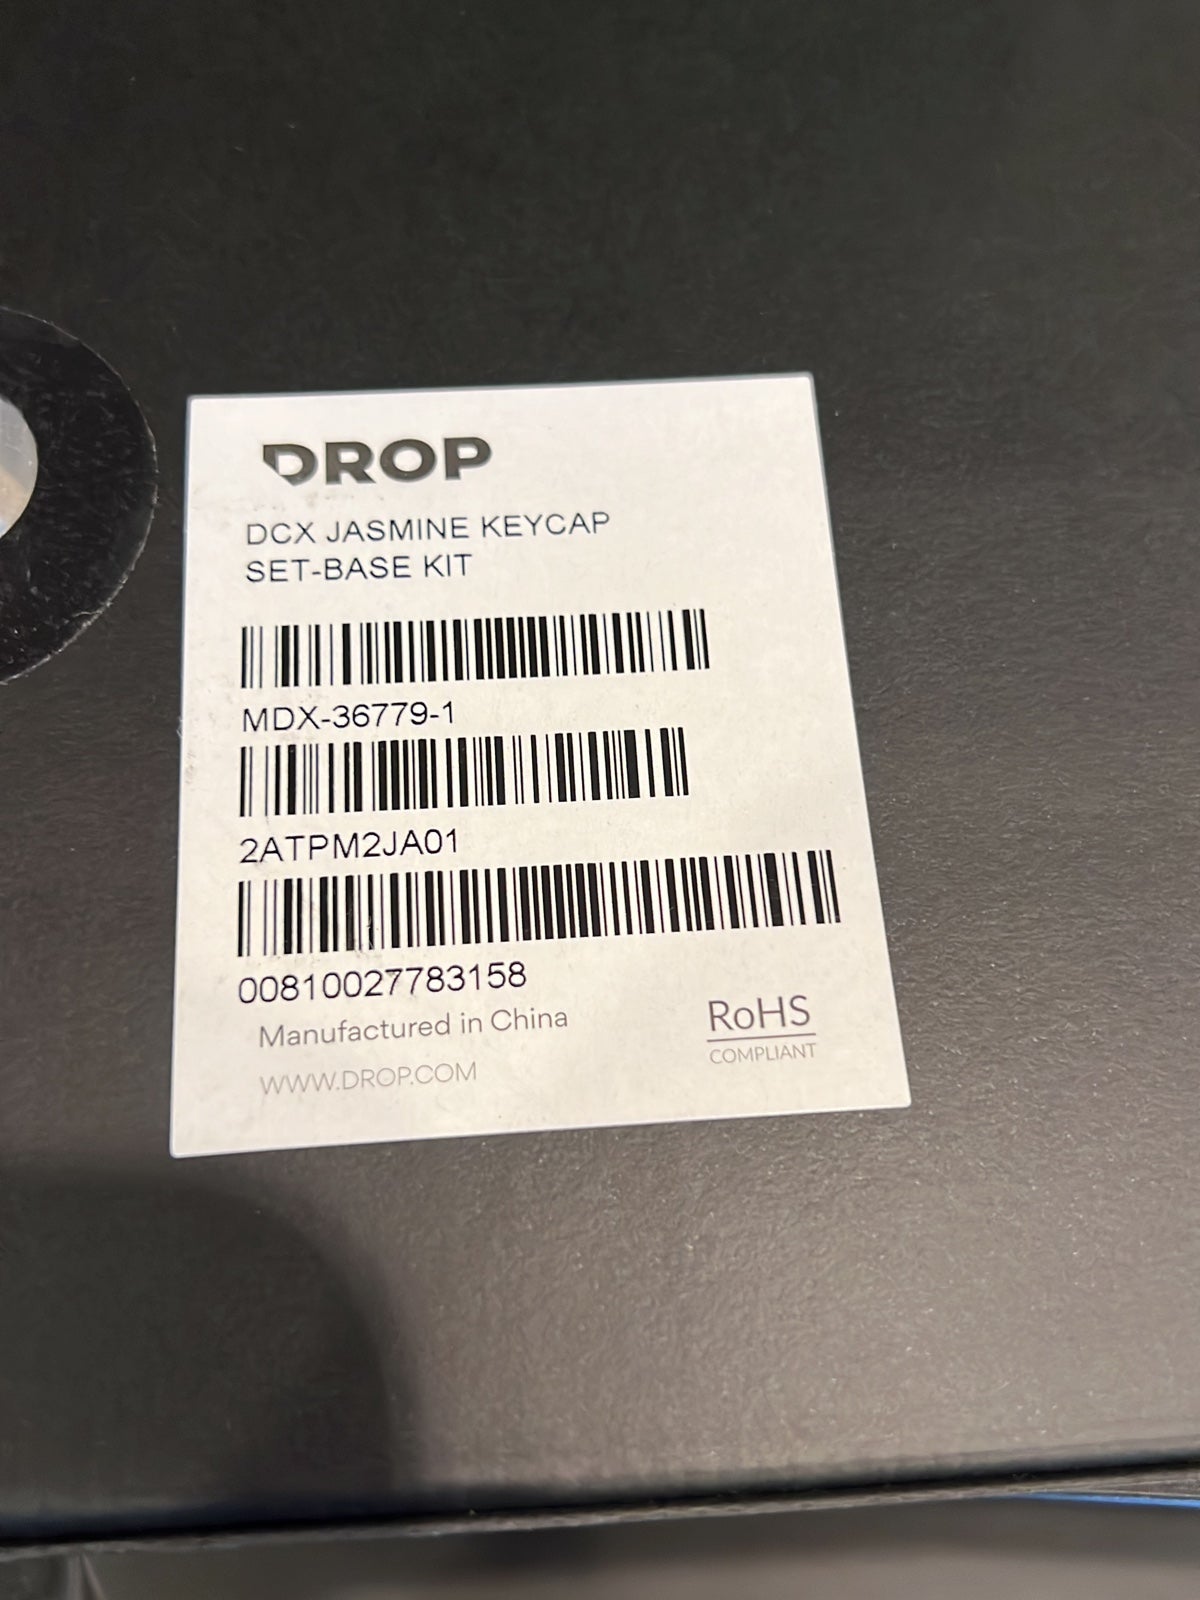 DROP
DCX JASMINE KEYCAP
SET-BASE KIT
MDX-36779-1
2ATPM2JA01
00810027783158
Manufactured in China
RoHS
COMPLIANT
WWW.DROP.COM